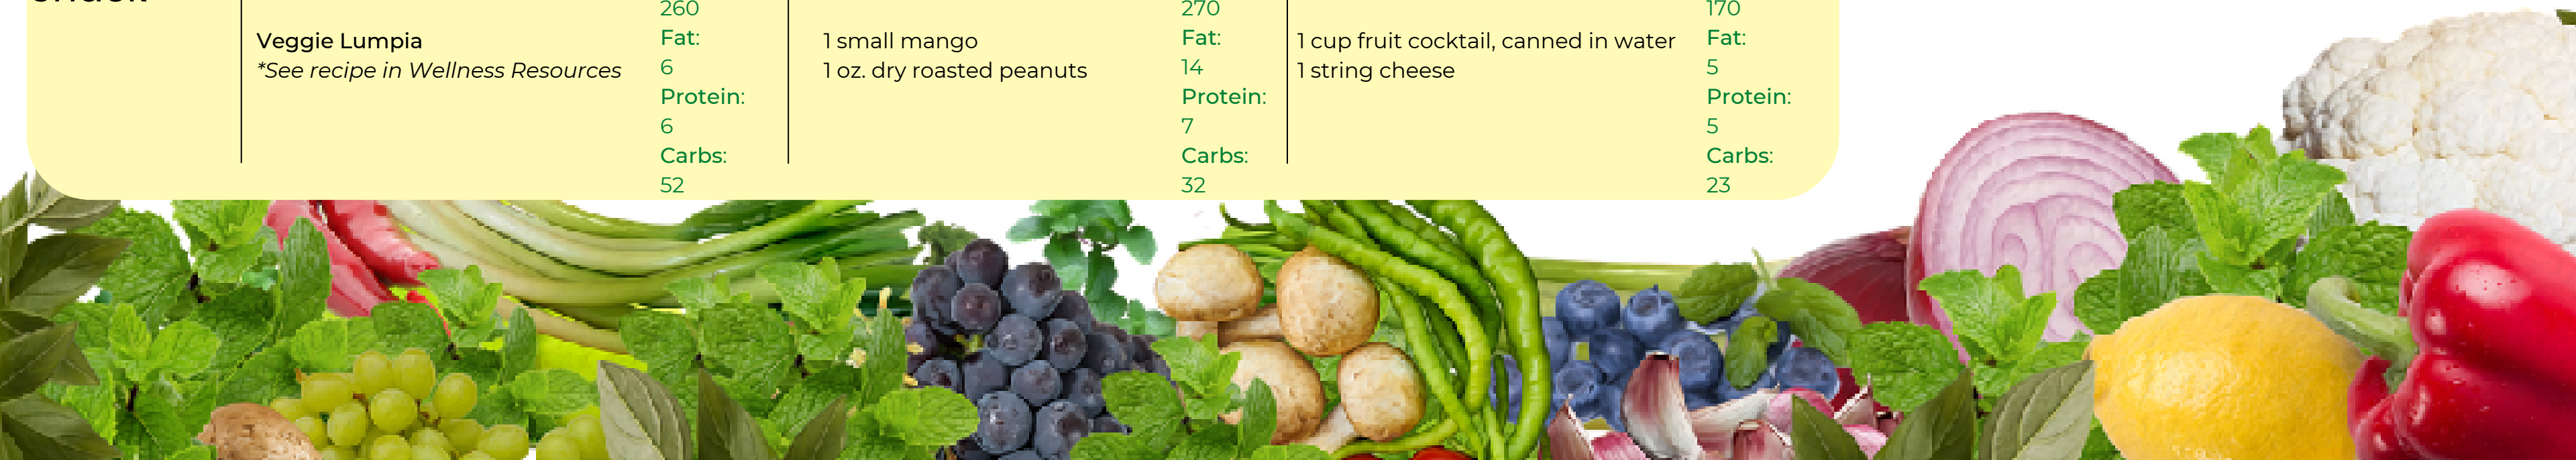 260
Veggie Lumpia
*See recipe in Wellness Resources
Fat:
6
Protein:
6
Carbs:
52
270
1 small mango
1 oz. dry roasted peanuts
Fat:
14
Protein:
7
Carbs:
32
170
1 cup fruit cocktail, canned in water
1 string cheese
Fat:
5
Protein:
5
Carbs:
23